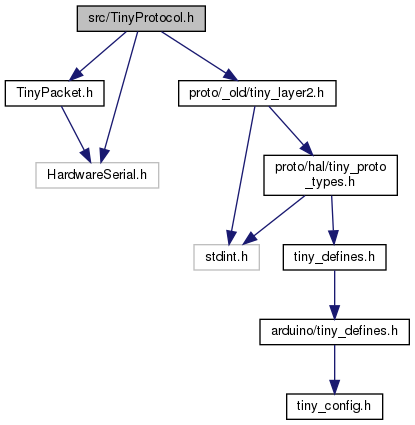 src/TinyProtocol.h
TinyPacket.h
proto/_old/tiny_layer2.h
HardwareSerial.h
proto/hal/tiny_proto
_types.h
stdint.h
tiny_defines.h
arduino/tiny_defines.h
tiny_config.h